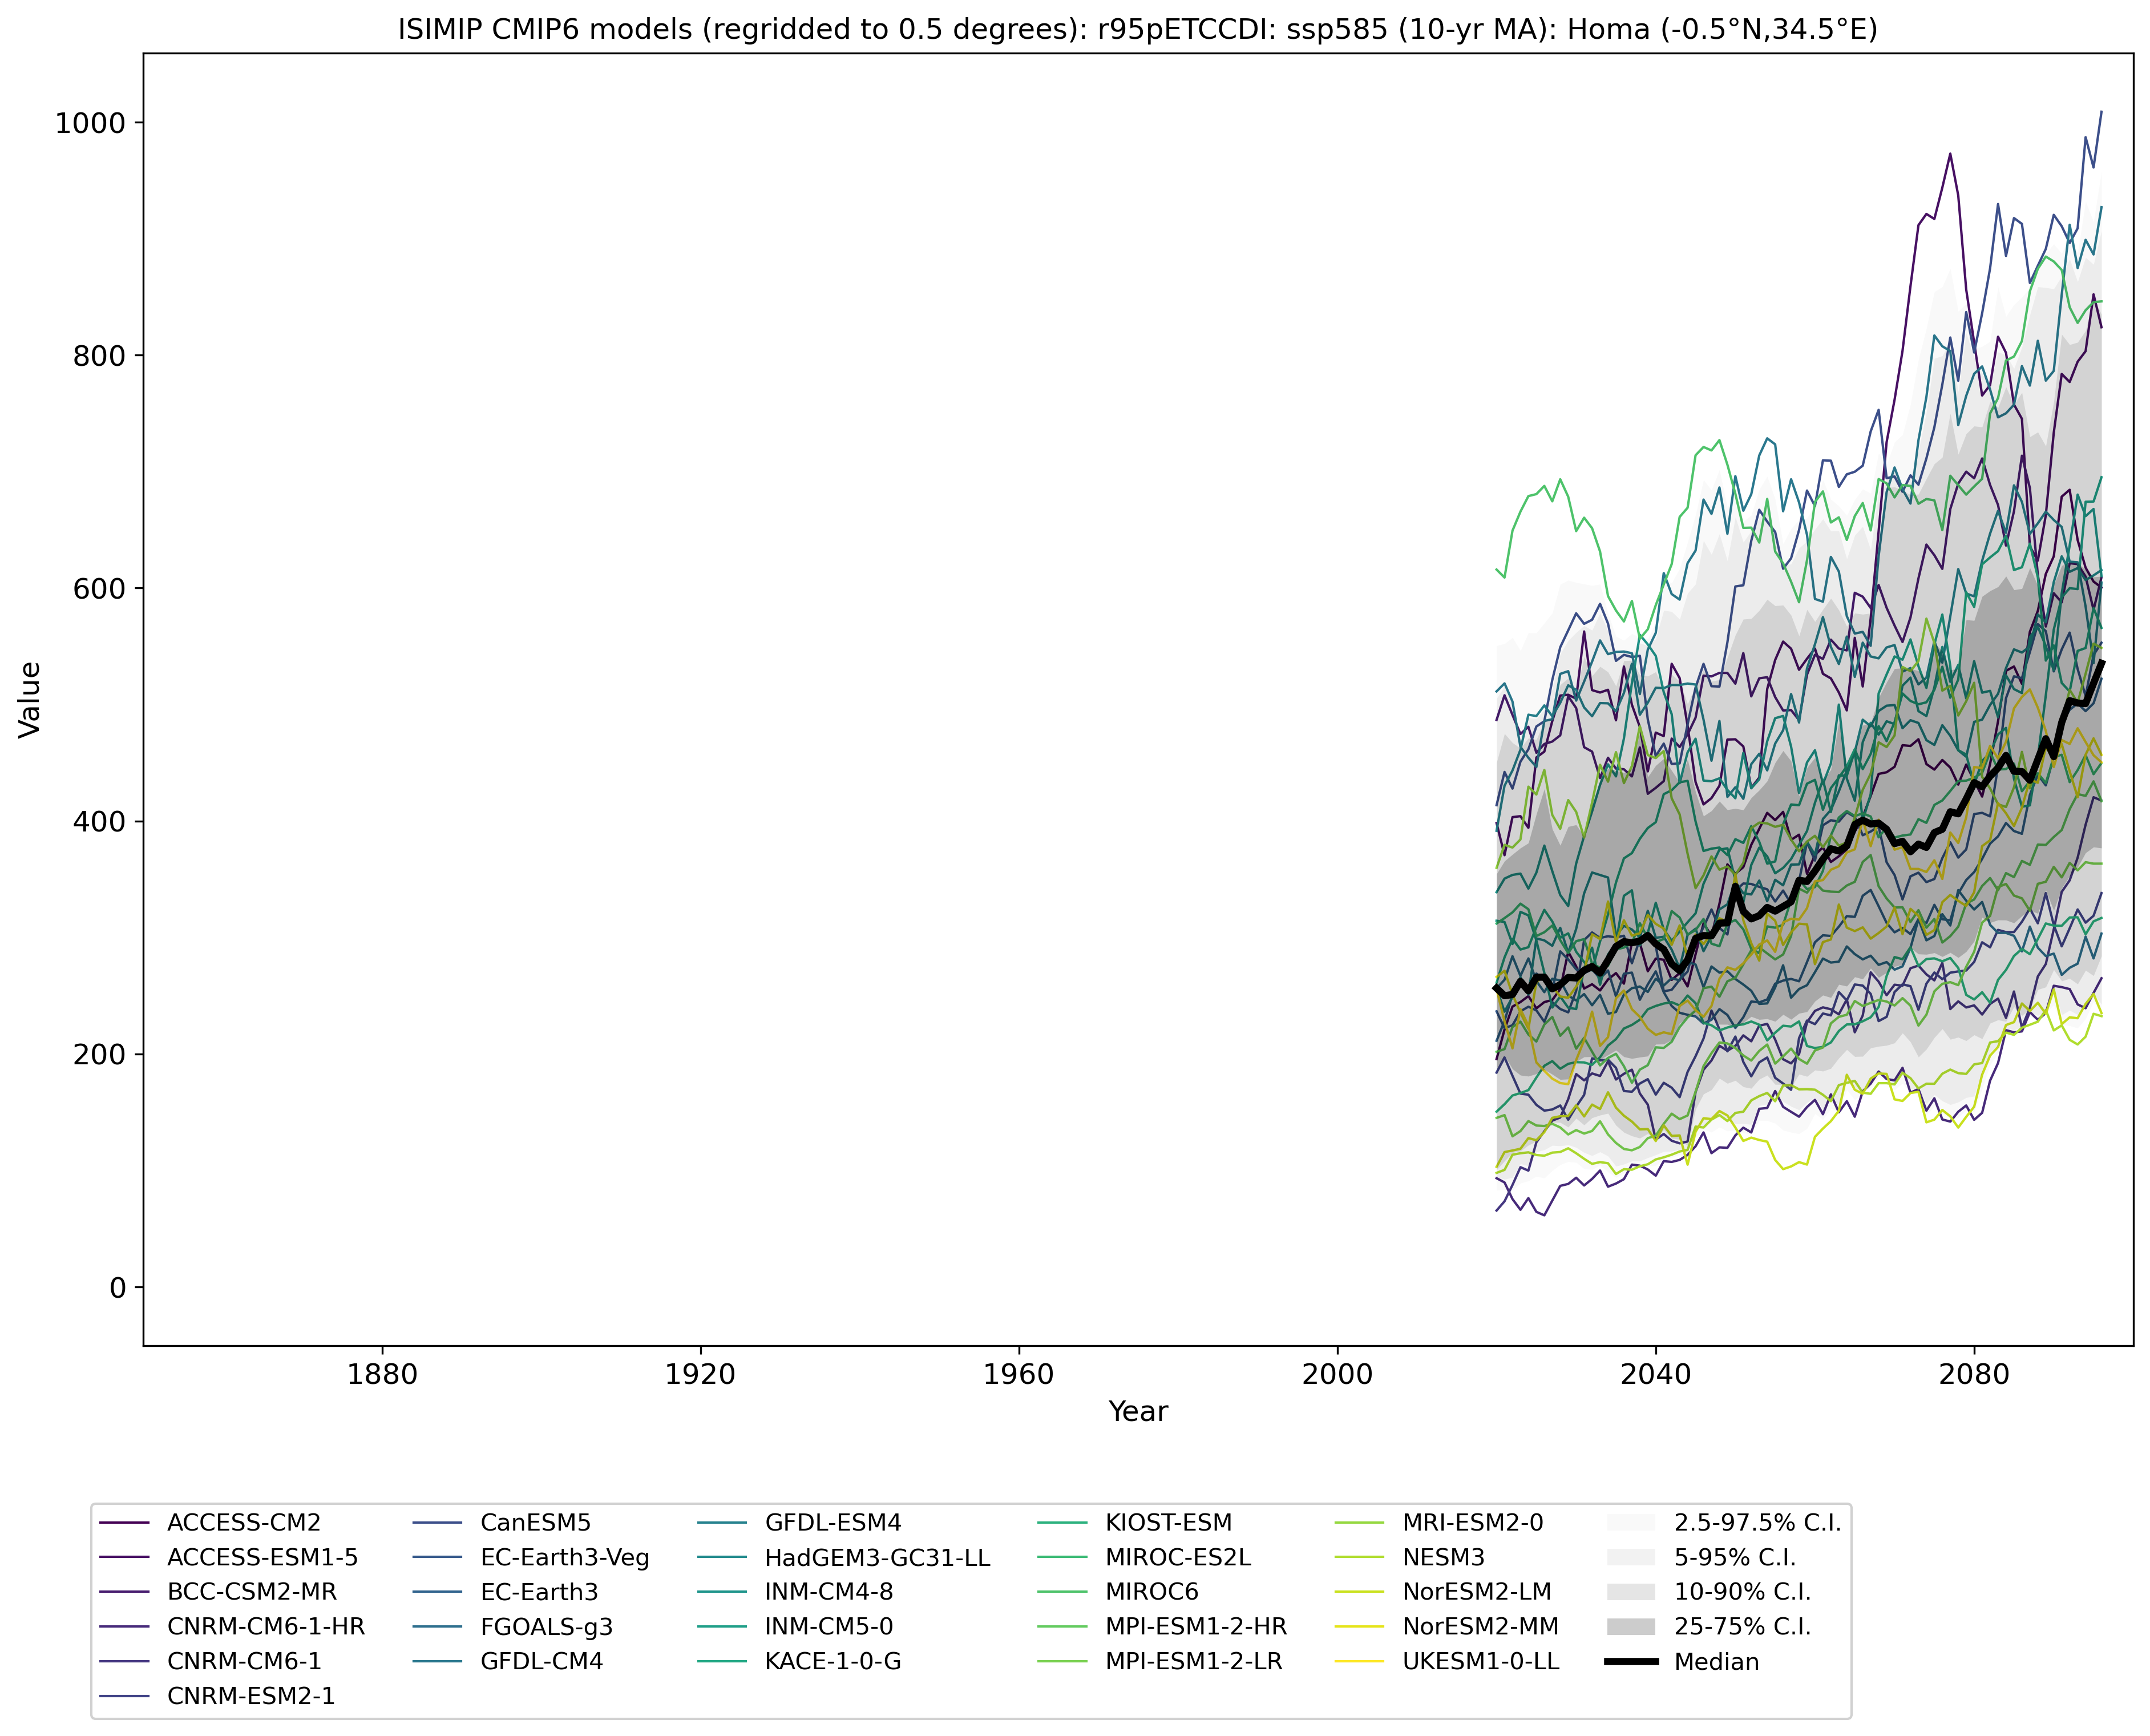 ISIMIP CMIP6 models (regridded to 0.5 degrees): r95pETCCDI: ssp585 (10-yr MA): Homa (-0.5°N,34.5°E)
1000
800
600
400
200
0
Value
1880 1920 1960 2000 2040 2080
Year
ACCESS-CM2
ACCESS-ESM1-5
BCC-CSM2-MR
CNRM-CM6-1-HR
CNRM-CM6-1
CNRM-ESM2-1
CanESM5
EC-Earth3-Veg
EC-Earth3
FGOALS-g3
GFDL-CM4
GFDL-ESM4
HadGEM3-GC31-LL
INM-CM4-8
INM-CM5-0
KACE-1-0-G
KIOST-ESM
MIROC-ES2L
MIROC6
MPI-ESM1-2-HR
MPI-ESM1-2-LR
MRI-ESM2-0
NESM3
NorESM2-LM
NorESM2-MM
UKESM1-0-LL
2.5-97.5% C.I.
5-95% C.I.
10-90% C.I.
25-75% C.I.
Median